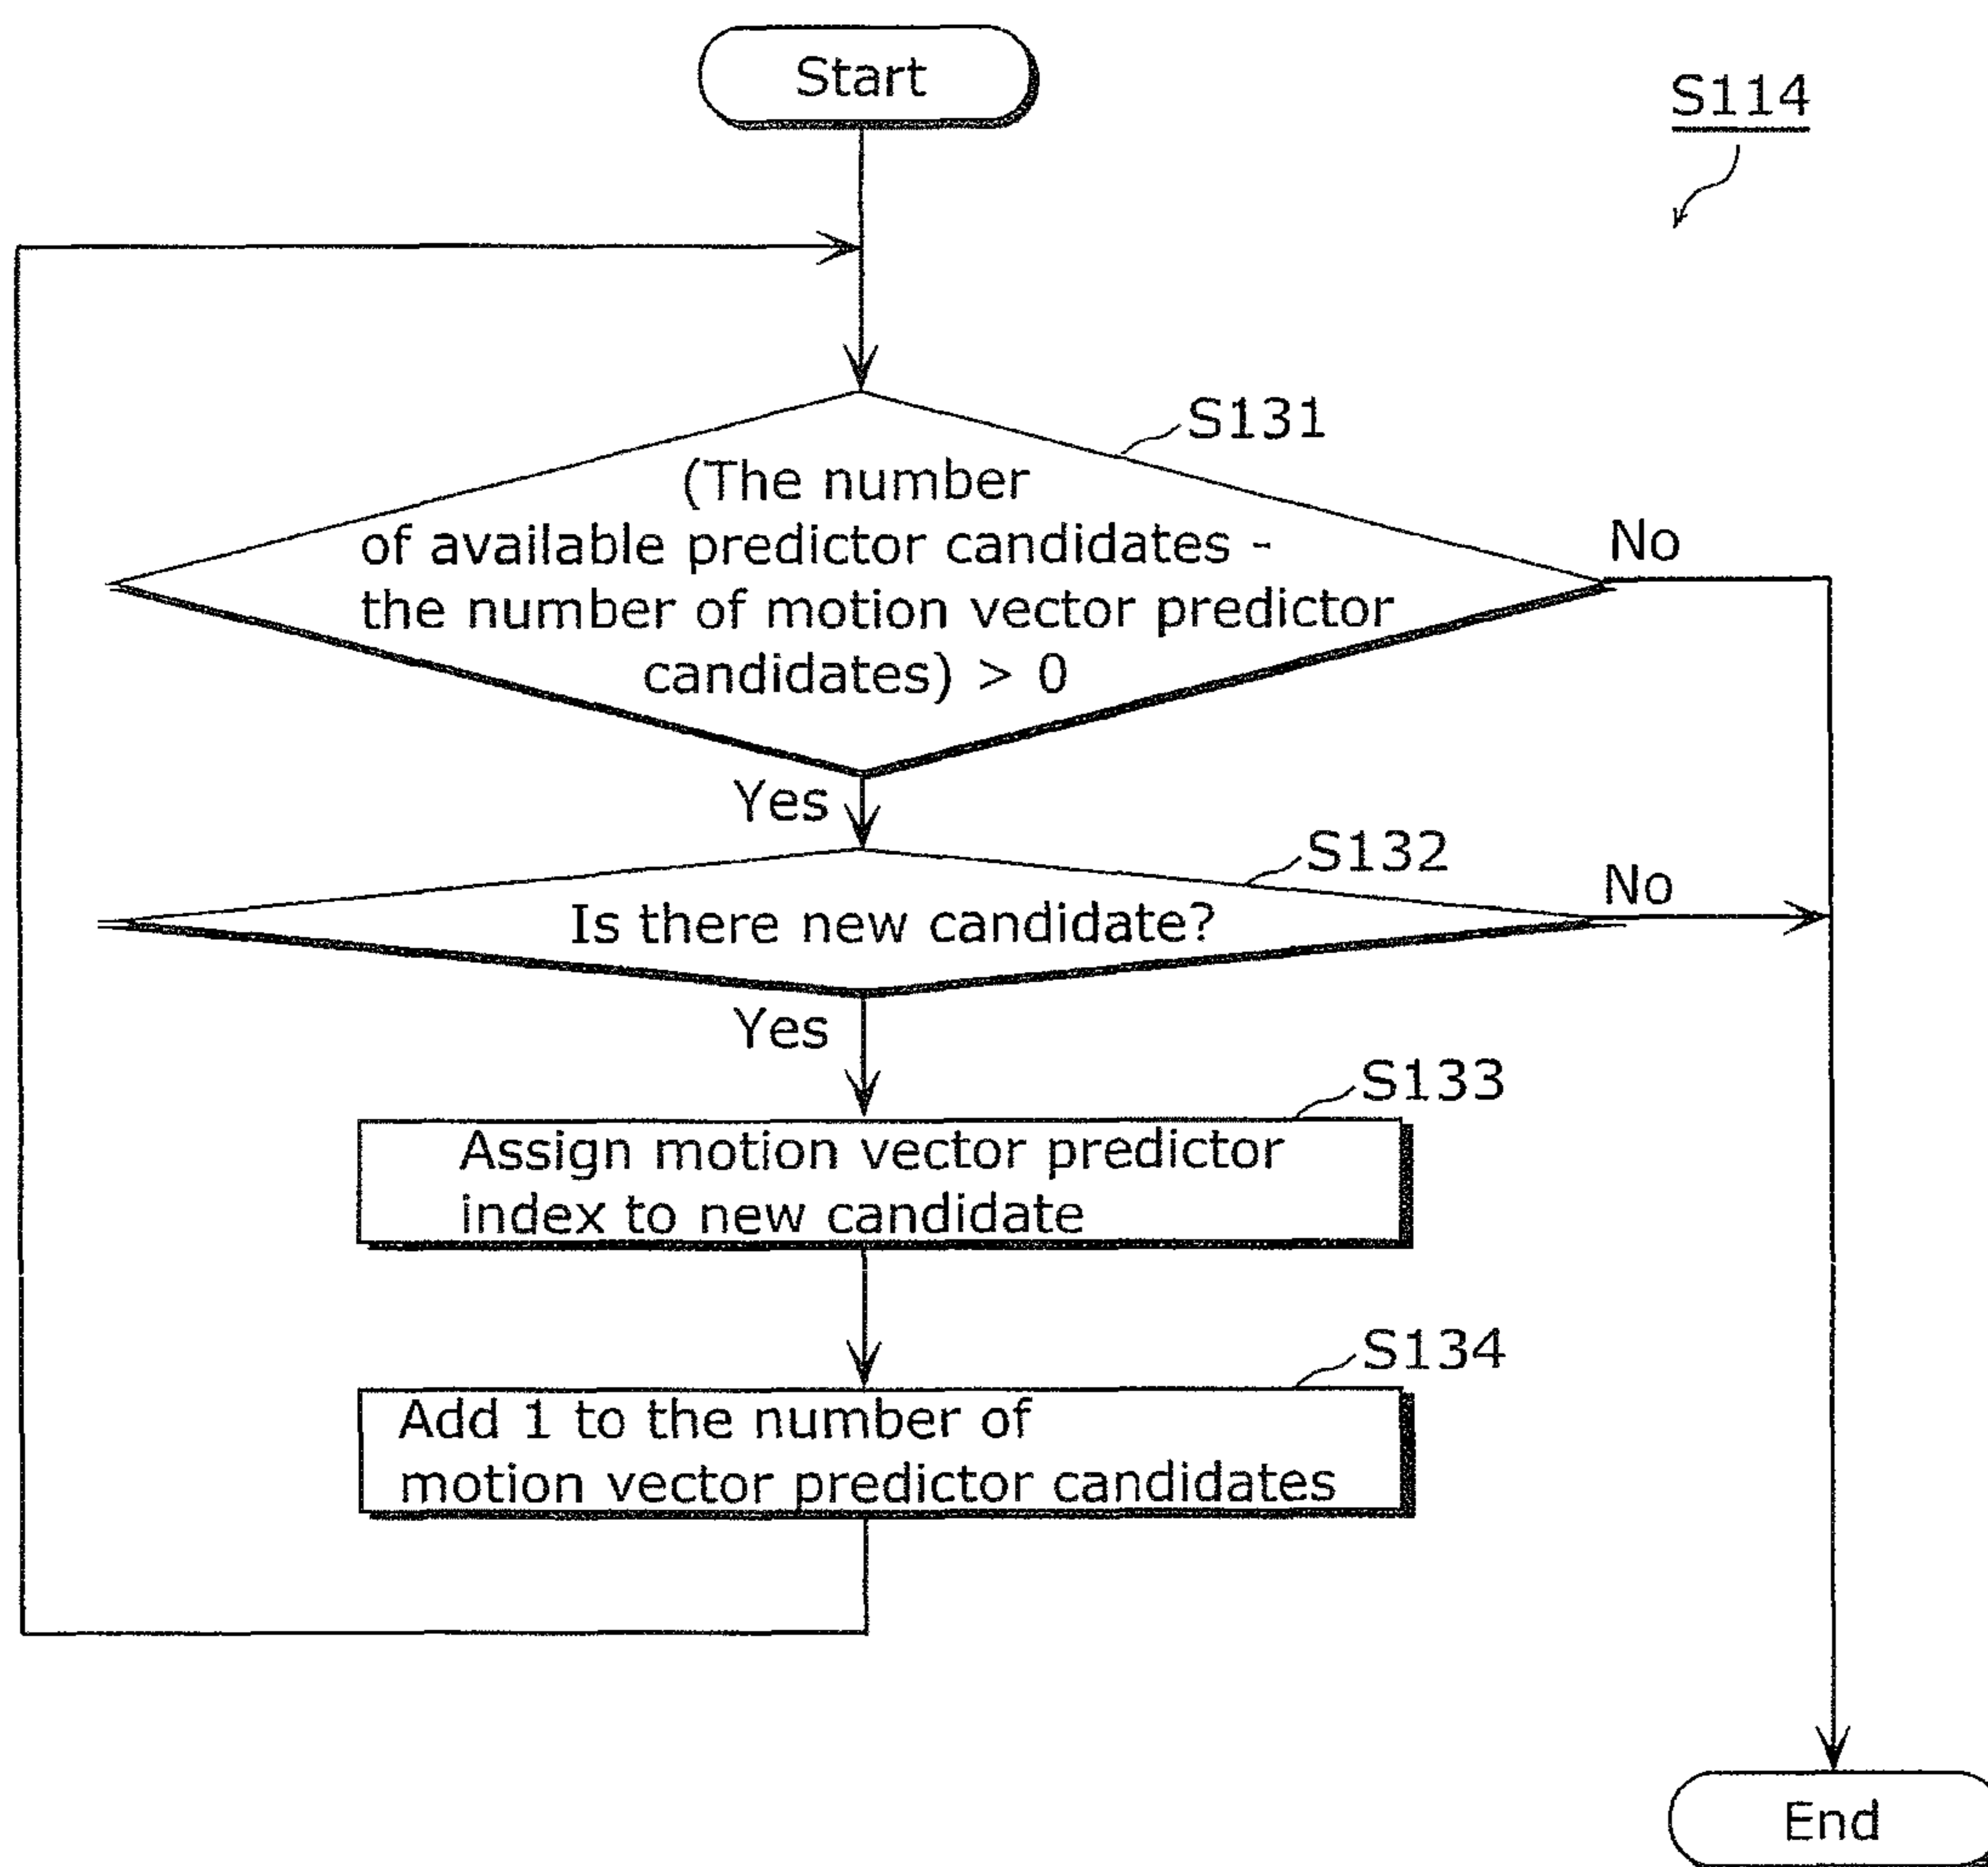 Start
S114
S131
(The number
of available predictor candidates -
the number of motion vector predictor
candidates) > 0
No
Yes
S132
Is there new candidate?
No
Yes
S133
Assign motion vector predictor
index to new candidate
S134
Add 1 to the number of
motion vector predictor candidates
End